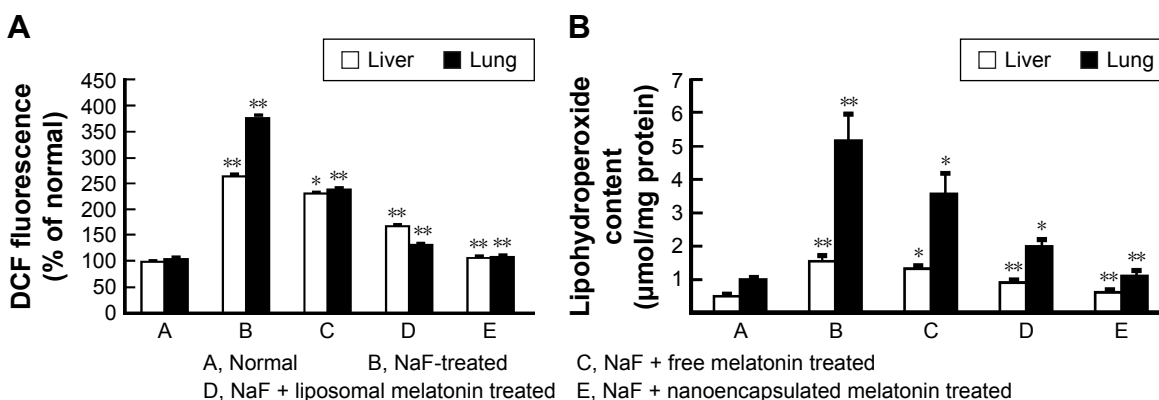 A
Liver Lung
DCF fluorescence
(% of normal)
450
400
350
300
250
200
150
100
50
0
** ** * ** ** ** **
A B C D E
B
Liver Lung
Lipohydroperoxide
content
(µmol/mg protein)
7
6
5
4
3
2
1
** ** * * ** * ** **
A B C D E
A, Normal B, NaF-treated C, NaF + free melatonin treated
D, NaF + liposomal melatonin treated E, NaF + nanoencapsulated melatonin treated